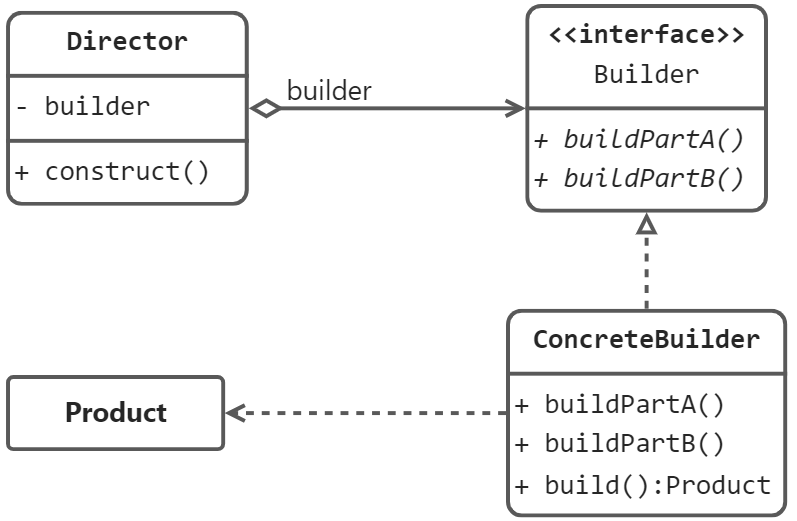 Director
- builder
+ construct()
builder
<<interface>>
Builder
+ buildPartA()
+ buildPartB()
ConcreteBuilder
+ buildPartA()
+ buildPartB()
+ build():Product
Product